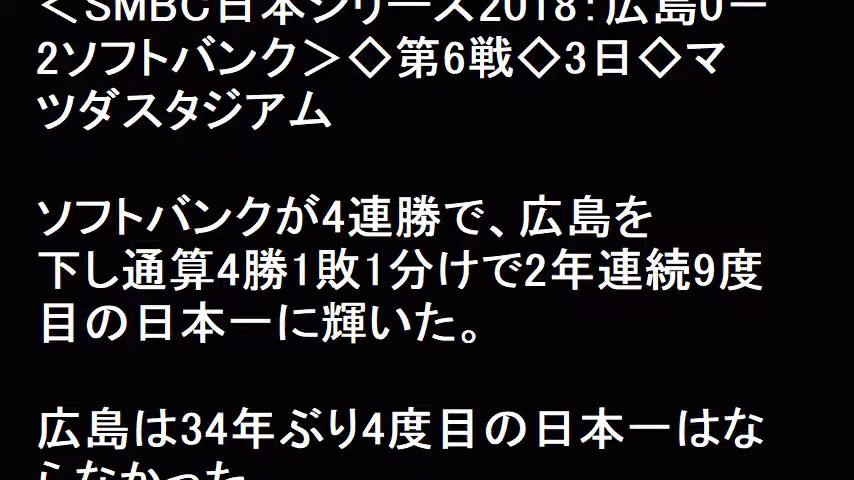 ＜SMBC日本シリーズ2018：広島0－
2ソフトバンク＞◇第6戦◇3日◇マ
ツダスタジアム
ソフトバンクが4連勝で、広島を
下し通算4勝1敗1分けで2年連続9度
目の日本一に輝いた。
広島は34年ぶり4度目の日本一はな
らなかった